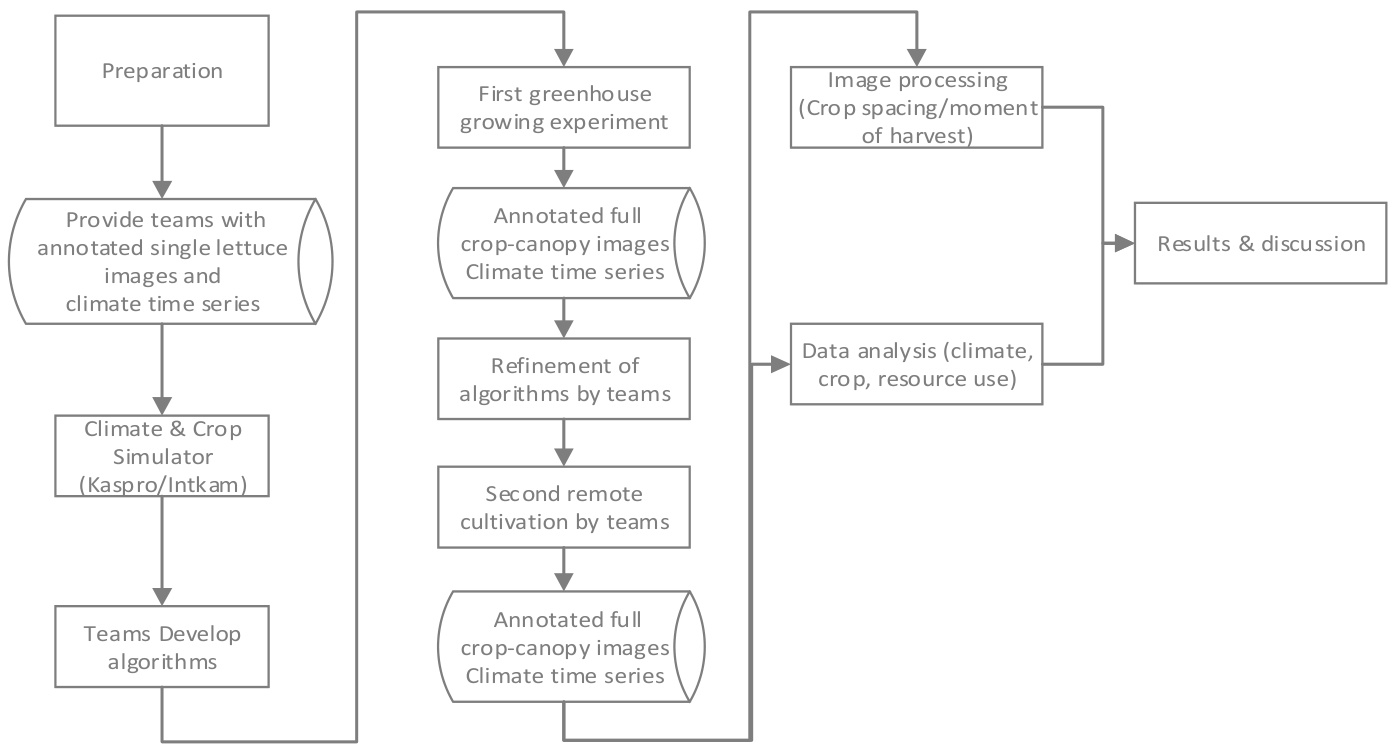 Preparation
Provide teams with
annotated single lettuce
images and
climate time series
Climate & Crop
Simulator
(Kaspro/Intkam)
Teams Develop
algorithms
First greenhouse
growing experiment
Annotated full
crop-canopy images
Climate time series
Refinement of
algorithms by teams
Second remote
cultivation by teams
Annotated full
crop-canopy images
Climate time series
Image processing
(Crop spacing/moment
of harvest)
Data analysis (climate,
crop, resource use)
Results & discussion